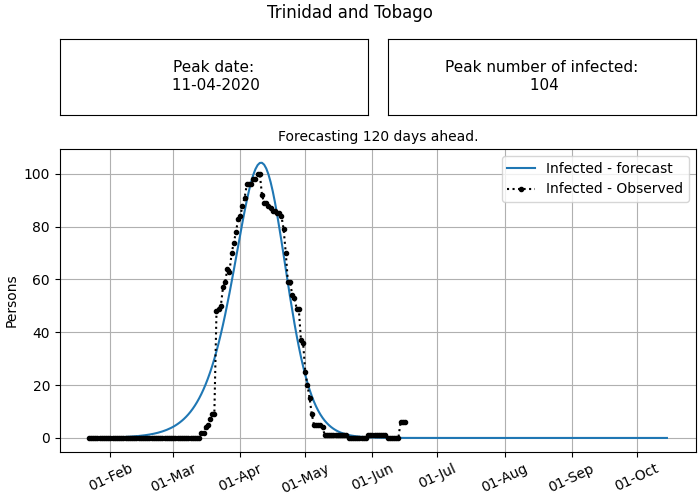 Trinidad and Tobago
Peak date:
11-04-2020
Peak number of infected:
104
Forecasting 120 days ahead.
Infected - forecast
Infected - Observed
Persons
100
80
60
40
20
0
01-Feb
01-Mar
01-Apr
01-May
01-Jun
01-Jul
01-Aug
01-Sep
01-Oct